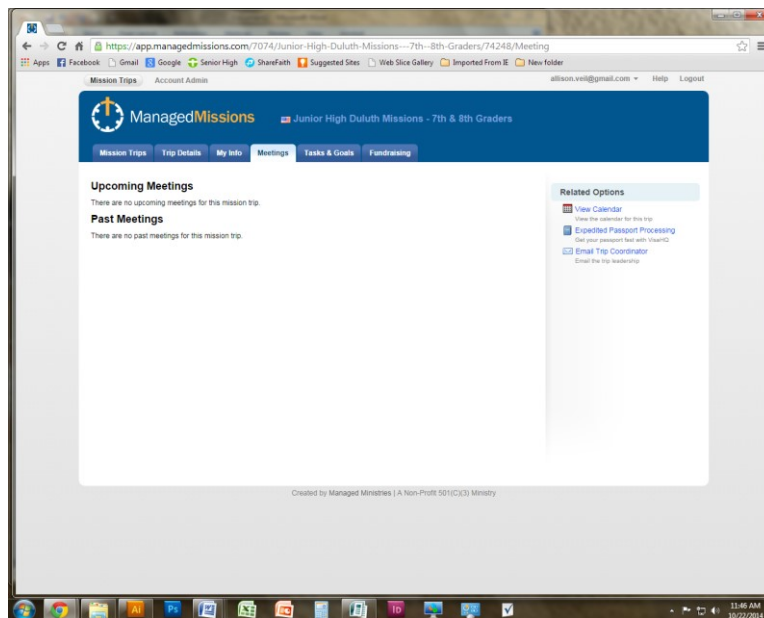 https://app.managedmissions.com/7074/Junior-High-Duluth-Missions---7th--8th-Graders/74248/Meeting
Apps Facebook Gmail Google Senior High ShareFaith Suggested Sites Web Slice Gallery Imported From IE New folder
Mission Trips Account Admin allison.veil@gmail.com Help Logout
ManagedMissions Junior High Duluth Missions - 7th & 8th Graders
Mission Trips Trip Details My Info Meetings Tasks & Goals Fundraising
Upcoming Meetings
There are no upcoming meetings for this mission trip.
Past Meetings
There are no past meetings for this mission trip.
Related Options
View Calendar
View the calendar for this trip
Expedited Passport Processing
Get your passport fast with VisaHQ
Email Trip Coordinator
Email the trip leadership
Created by Managed Ministries | A Non-Profit 501(C)(3) Ministry
Ai Ps Id
11:46 AM
10/22/2014